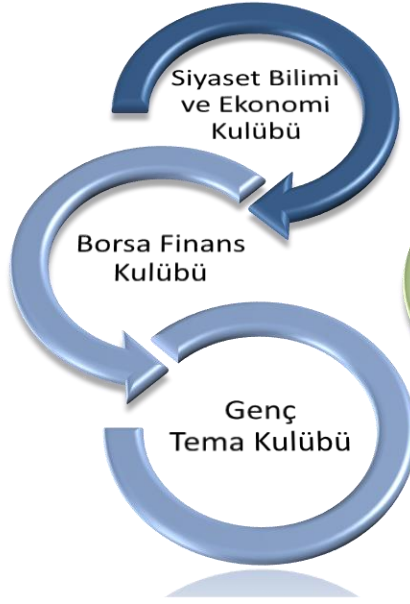 Siyaset Bilimi
ve Ekonomi
Kulübü
Borsa Finans
Kulübü
Genç
Tema Kulübü